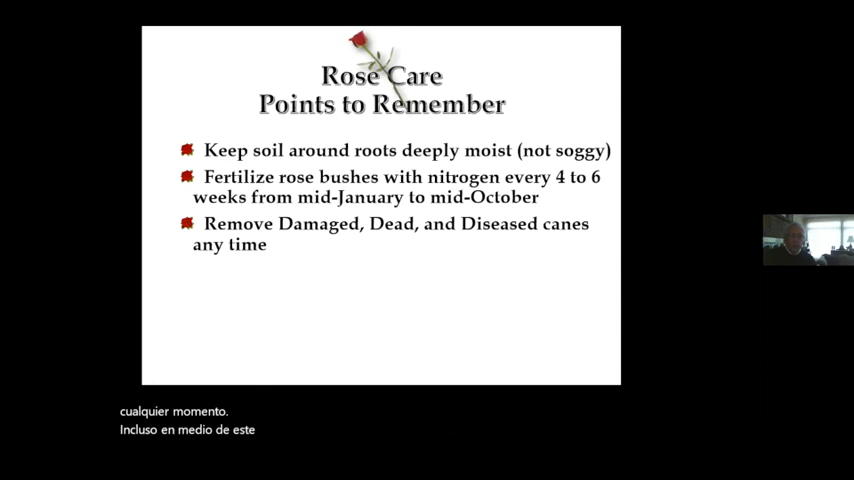 Rose Care
Points to Remember
Keep soil around roots deeply moist (not soggy)
Fertilize rose bushes with nitrogen every 4 to 6
weeks from mid-January to mid-October
Remove Damaged, Dead, and Diseased canes
any time
cualquier momento.
Incluso en medio de este